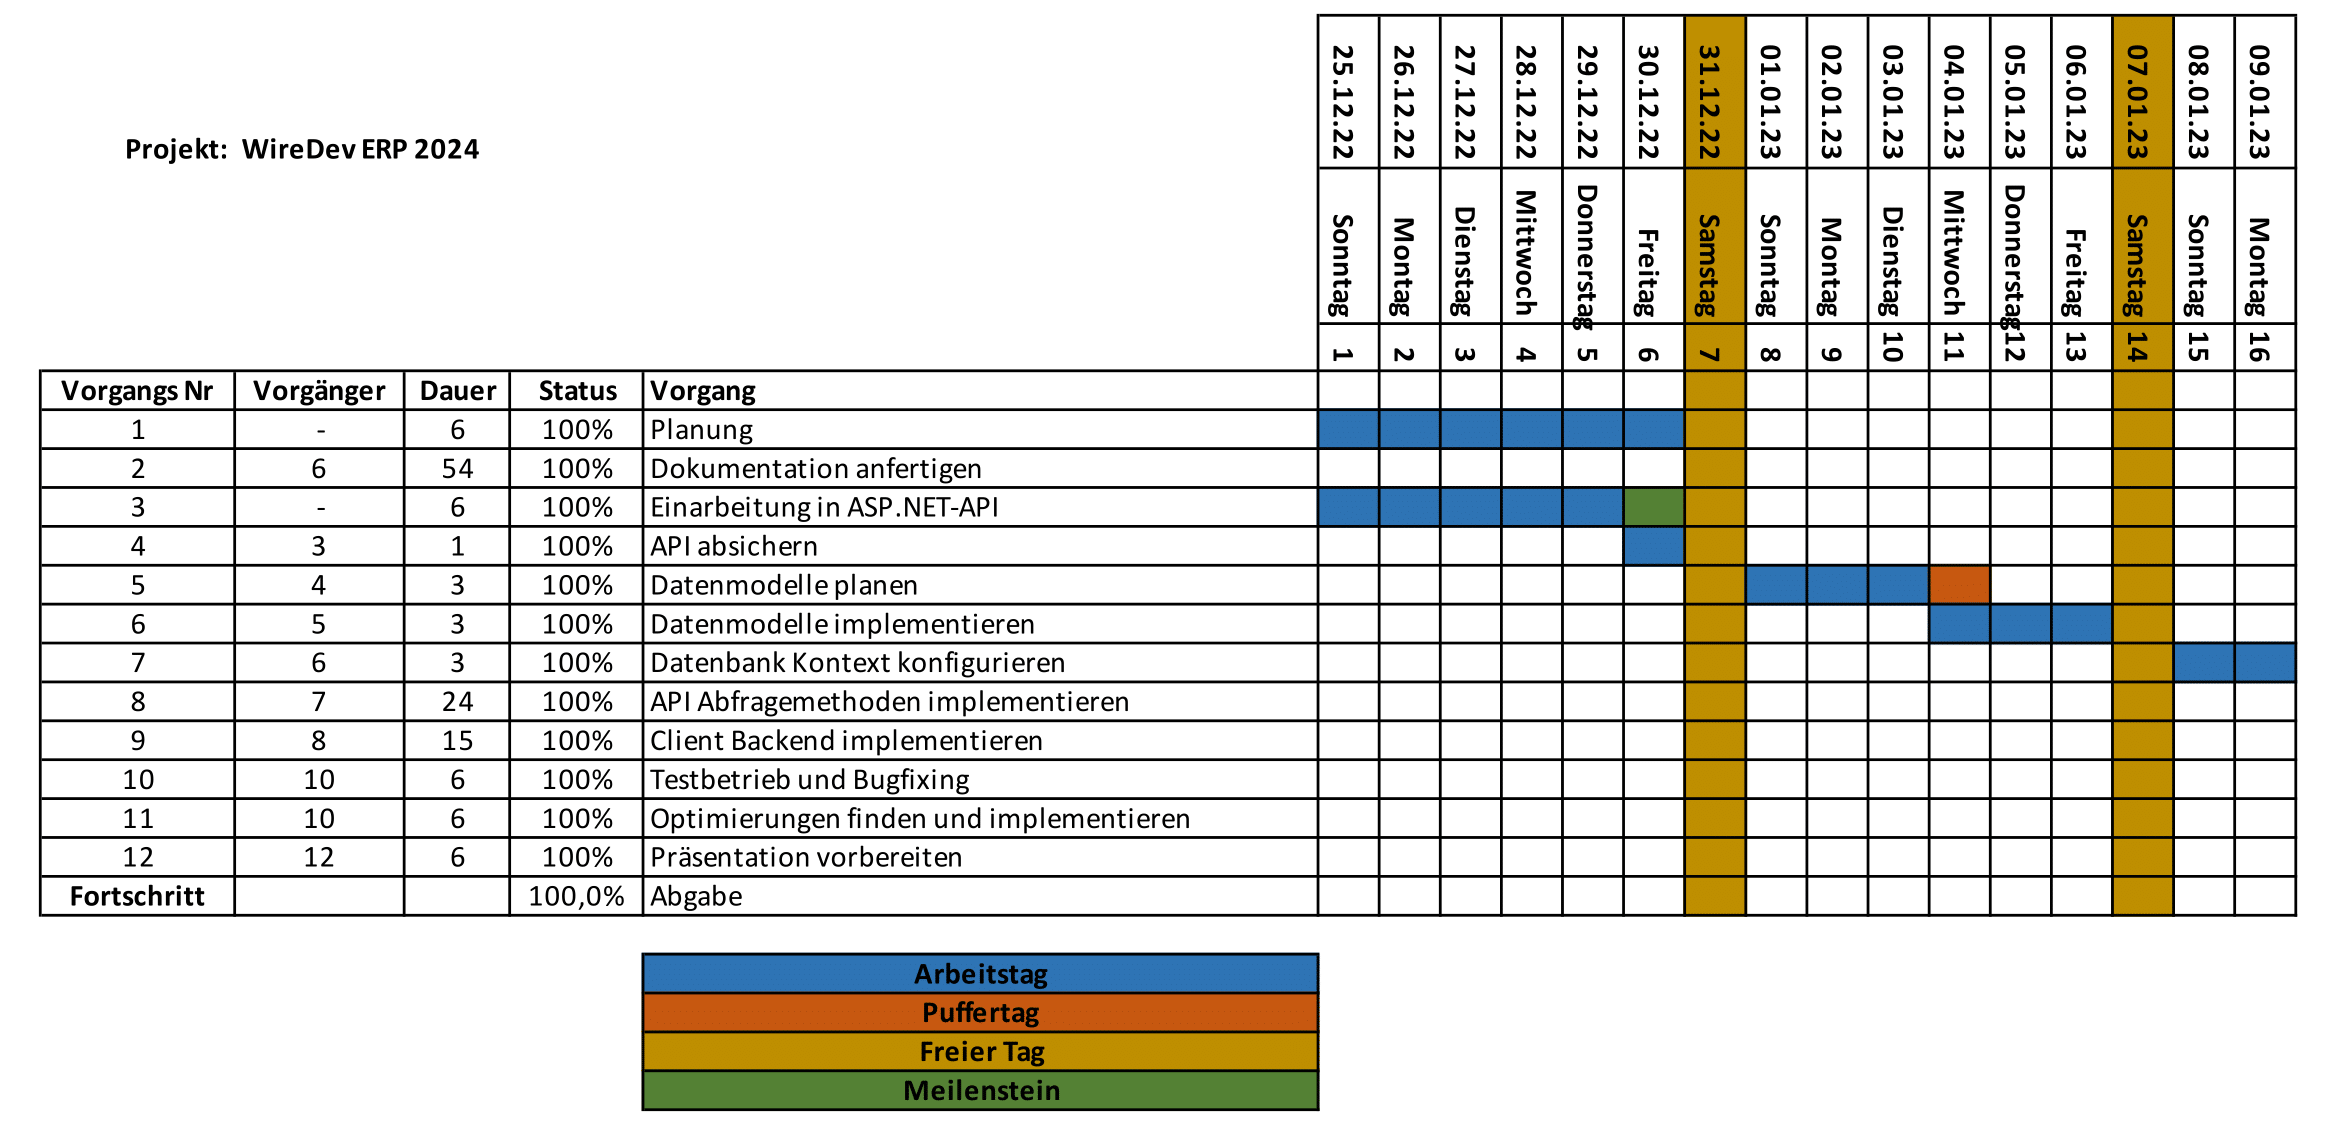 25.12.22 26.12.22 27.12.22 28.12.22 29.12.22 30.12.22 31.12.22 01.01.23 02.01.23 03.01.23 04.01.23 05.01.23 06.01.23 07.01.23 08.01.23 09.01.23
Projekt: WireDev ERP 2024
Sonntag Montag Dienstag Mittwoch Donnerstag Freitag Samstag Sonntag Montag Dienstag Mittwoch Donnerstag Freitag Samstag Sonntag Montag
1 2 3 4 5 6 7 8 9 10 11 12 13 14 15 16
Vorgangs Nr Vorgänger Dauer Status Vorgang
1 - 6 100% Planung
2 6 54 100% Dokumentation anfertigen
3 - 6 100% Einarbeitung in ASP.NET-API
4 3 1 100% API absichern
5 4 3 100% Datenmodelle planen
6 5 3 100% Datenmodelle implementieren
7 6 3 100% Datenbank Kontext konfigurieren
8 7 24 100% API Abfragemethoden implementieren
9 8 15 100% Client Backend implementieren
10 10 6 100% Testbetrieb und Bugfixing
11 10 6 100% Optimierungen finden und implementieren
12 12 6 100% Präsentation vorbereiten
Fortschritt 100,0% Abgabe
Arbeitstag
Puffertag
Freier Tag
Meilenstein